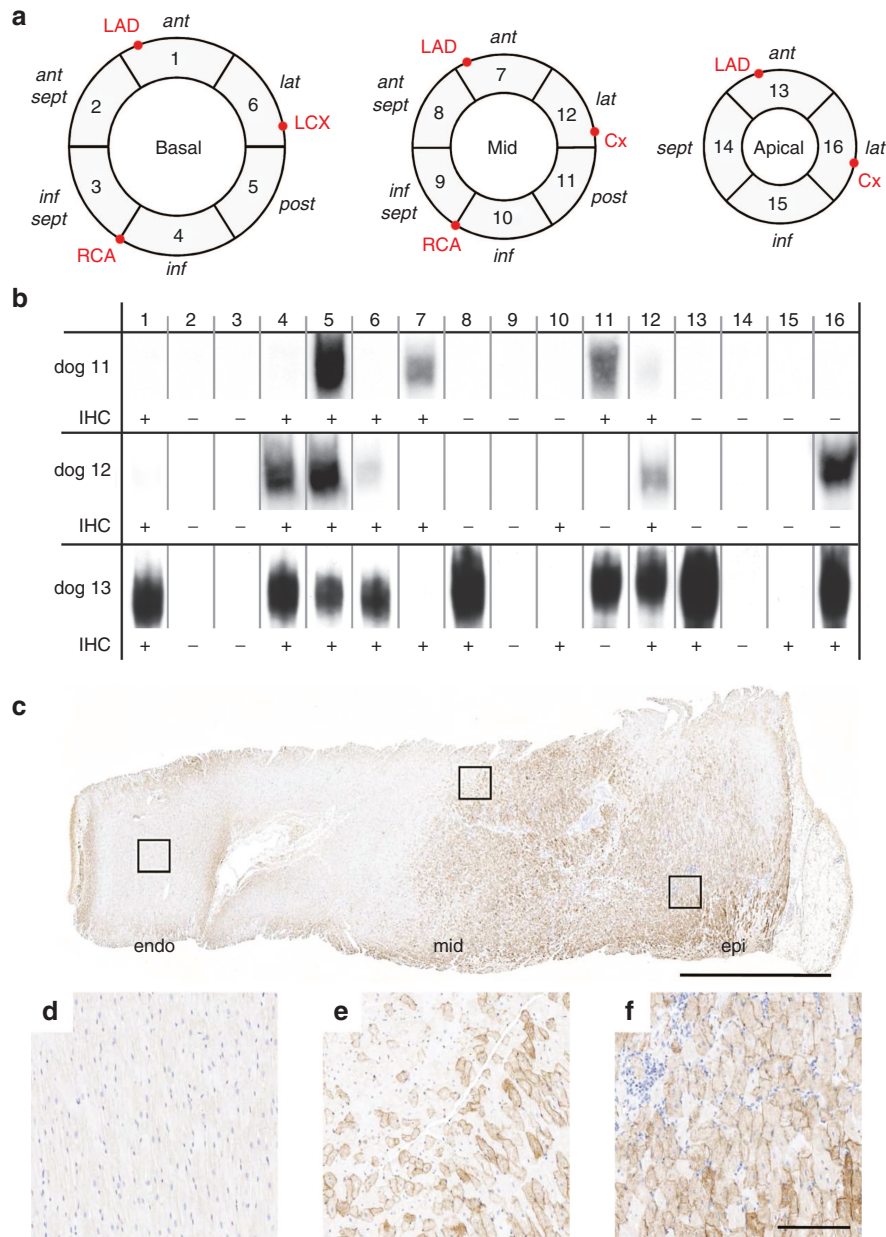 a
LAD ant
ant sept
1
lat
2 6
Basal LCX
3 5
inf sept
4
post
RCA inf
LAD ant
ant sept
7
lat
8 12
Mid Cx
9 11
inf sept
10
post
RCA inf
LAD ant
13
sept 14 Apical 16 lat
Cx
15
inf
b
1 2 3 4 5 6 7 8 9 10 11 12 13 14 15 16
dog 11
IHC + – – + + + + – – – + + – – – –
dog 12
IHC + – – + + + + – – + – + – – – –
dog 13
IHC + – – + + + + + – + – + + – + +
c
endo mid epi
d e f